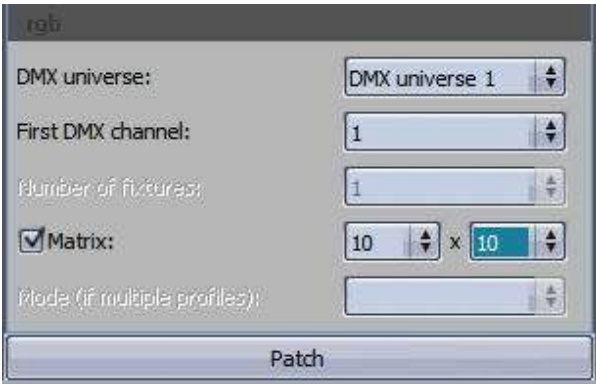 rgb
DMX universe: DMX universe 1
First DMX channel: 1
Number of fixtures: 1
Matrix: 10 x 10
Mode (if multiple profiles):
Patch